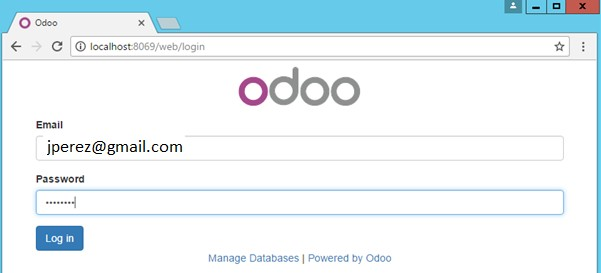 Odoo
localhost:8069/web/login
odoo
Email
jperez@gmail.com
Password
••••••••
Log in
Manage Databases | Powered by Odoo